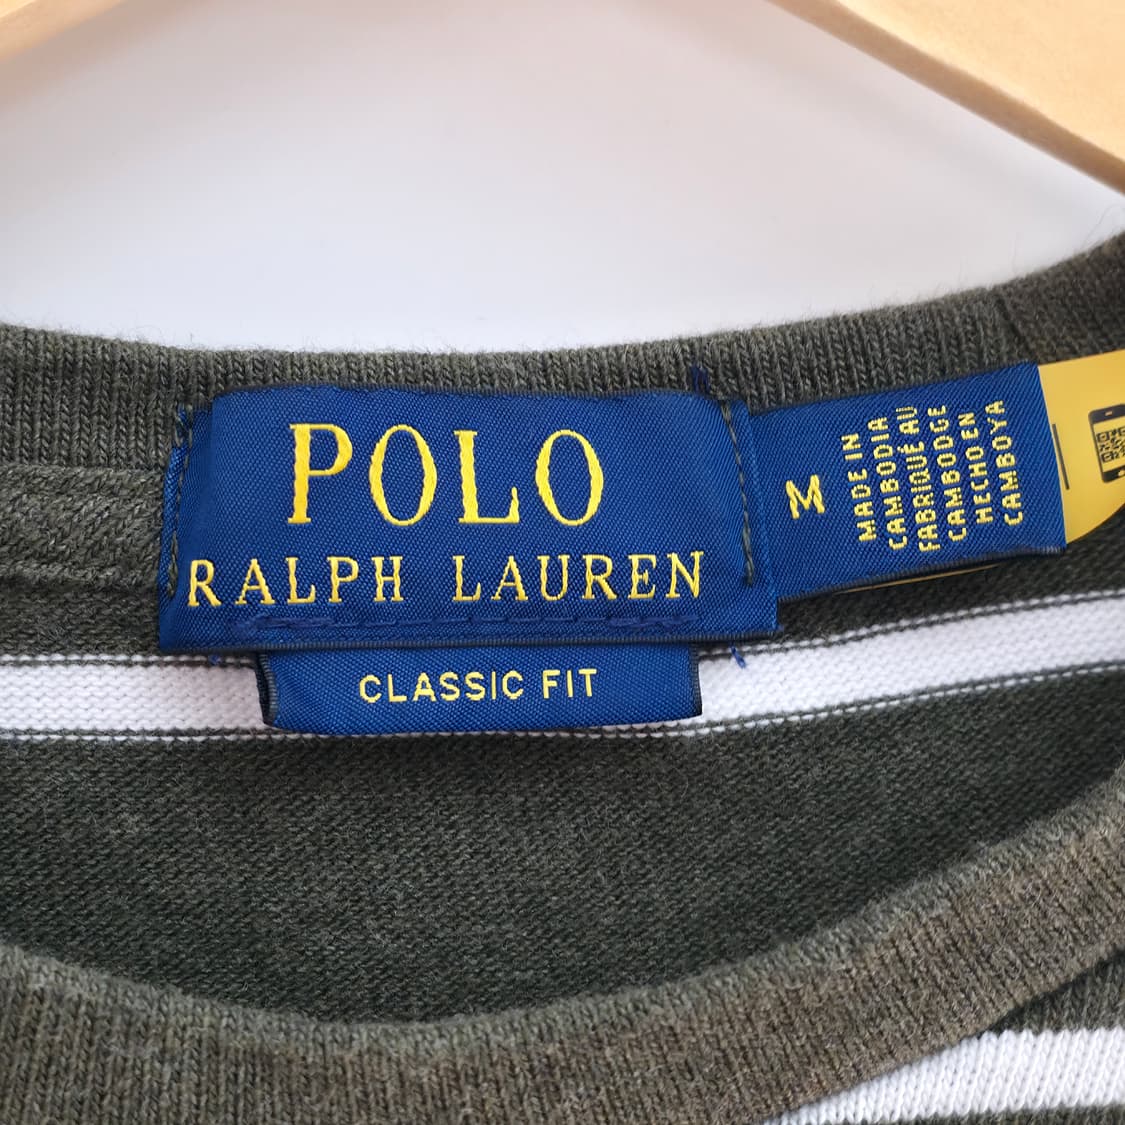 POLO
RALPH LAUREN
CLASSIC FIT
M
MADE IN
CAMBODIA
FABRIQUÉ AU
CAMBODGE
HECHO EN
CAMBOYA